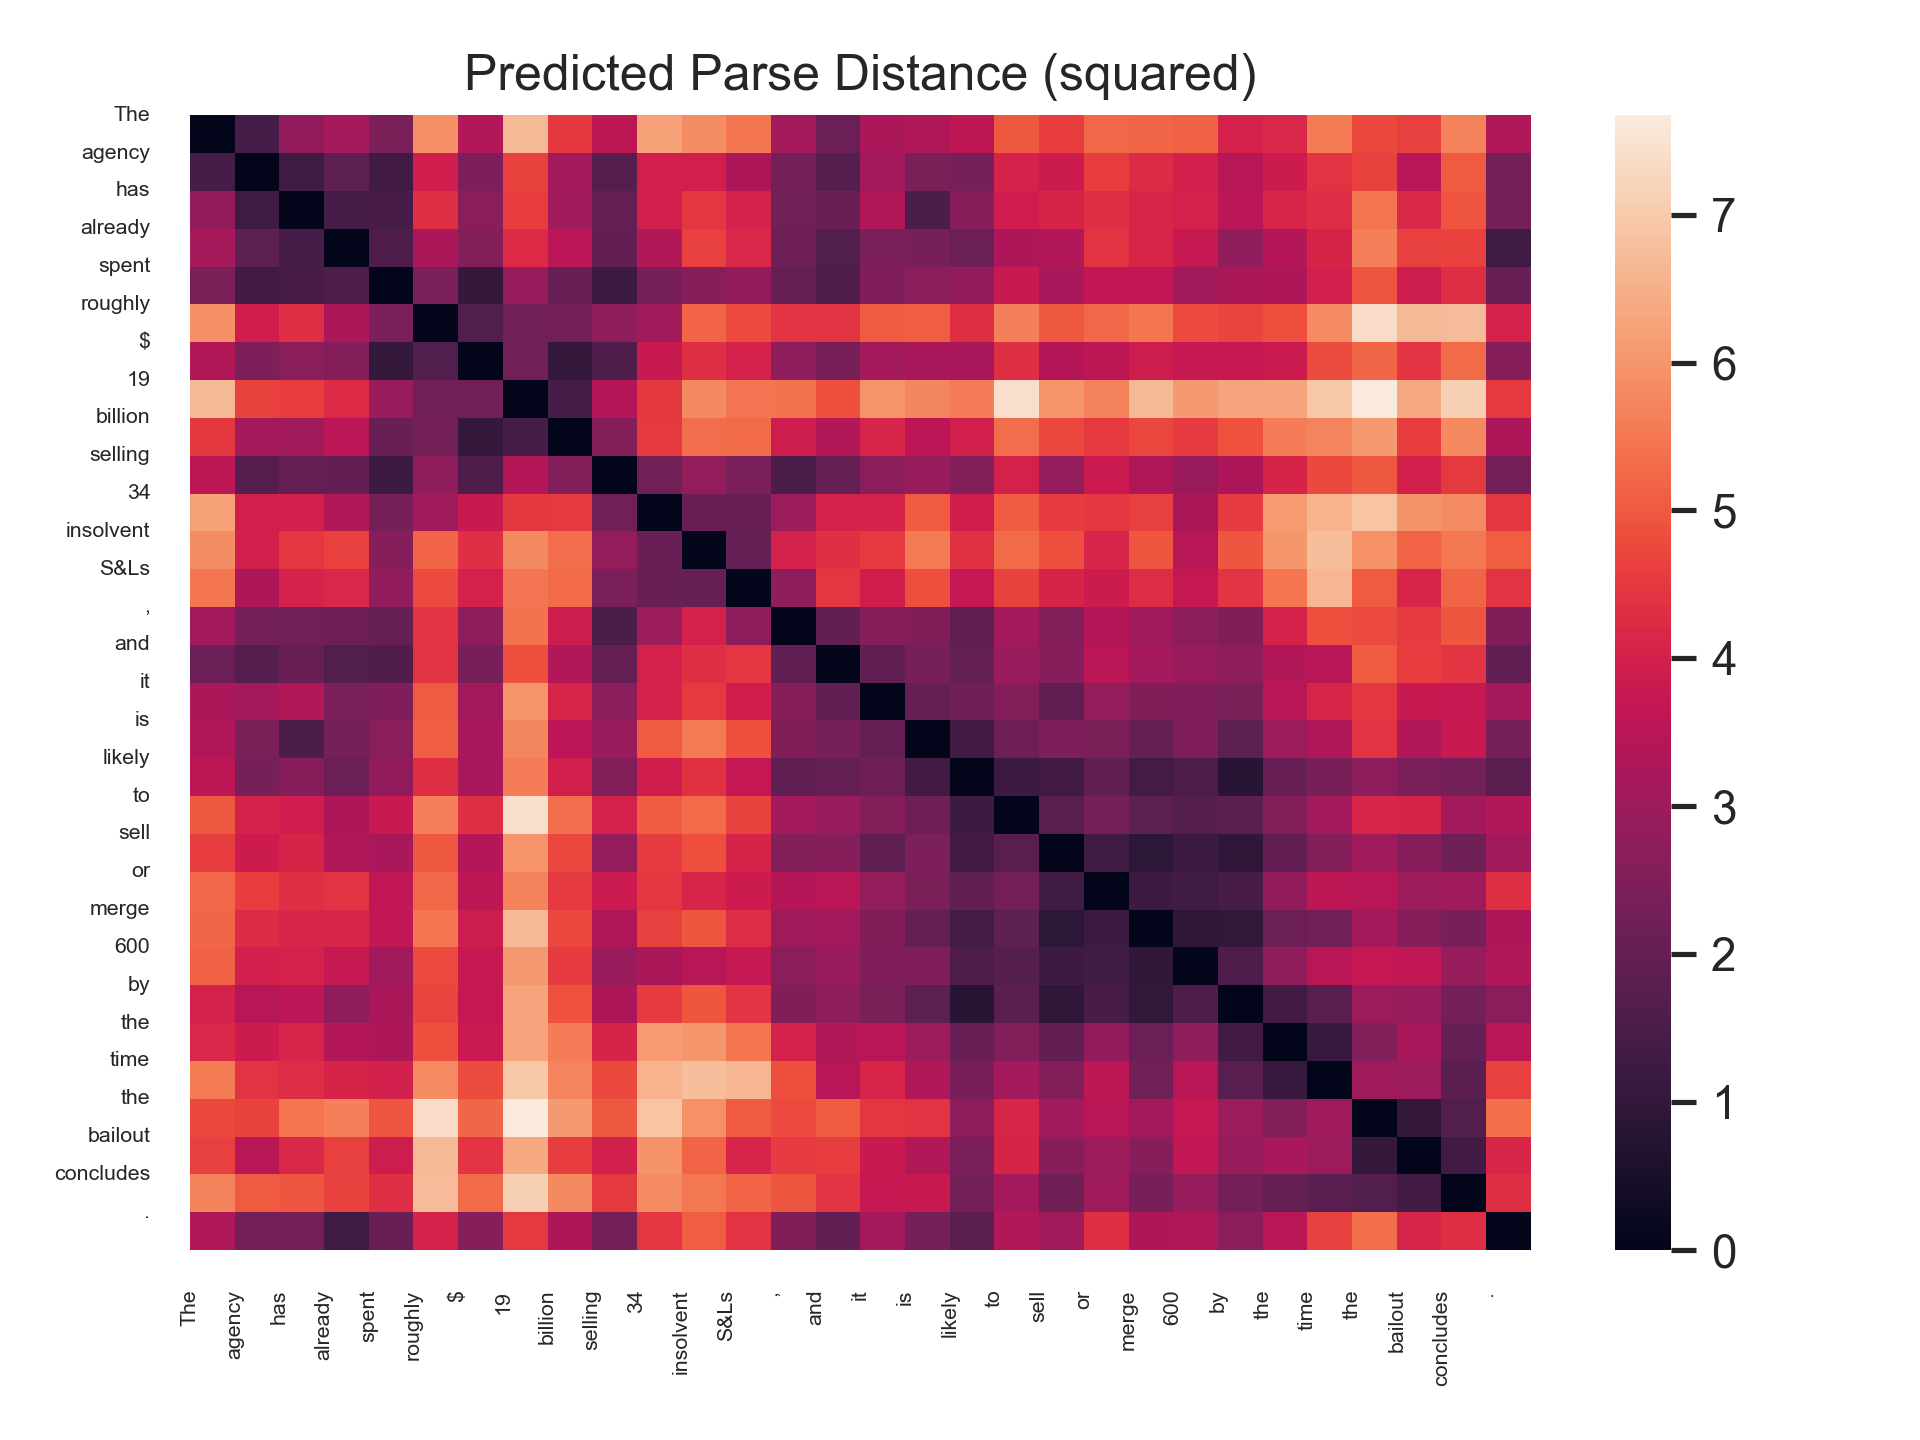 Predicted Parse Distance (squared)
The
agency
has
already
spent
roughly
$
19
billion
selling
34
insolvent
S&Ls
,
and
it
is
likely
to
sell
or
merge
600
by
the
time
the
bailout
concludes
.
7
6
5
4
3
2
1
0
The
agency
has
already
spent
roughly
$
19
billion
selling
34
insolvent
S&Ls
,
and
it
is
likely
to
sell
or
merge
600
by
the
time
the
bailout
concludes
.